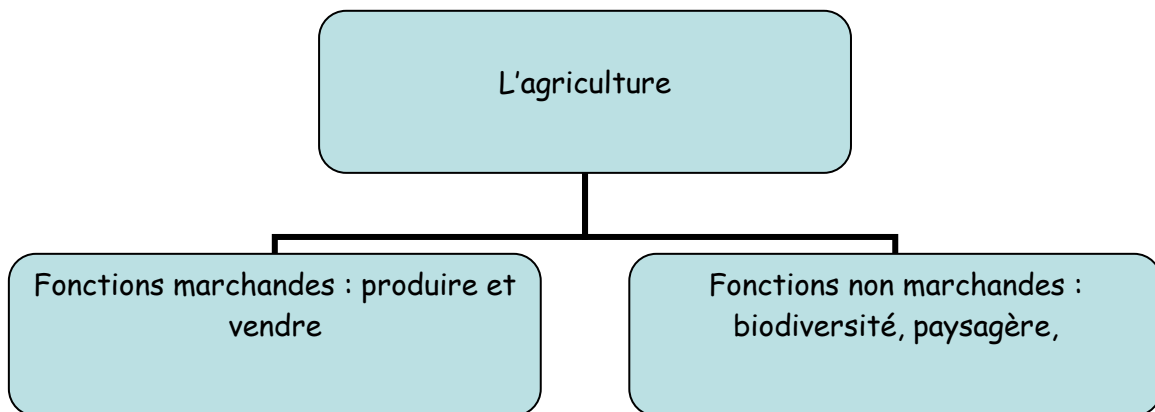 L'agriculture
Fonctions marchandes : produire et
vendre
Fonctions non marchandes :
biodiversité, paysagère,